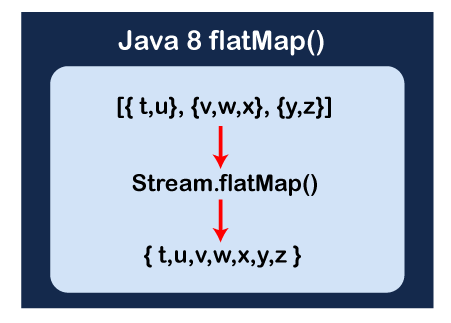 Java 8 flatMap()
[{ t,u}, {v,w,x}, {y,z}]
Stream.flatMap()
{ t,u,v,w,x,y,z }